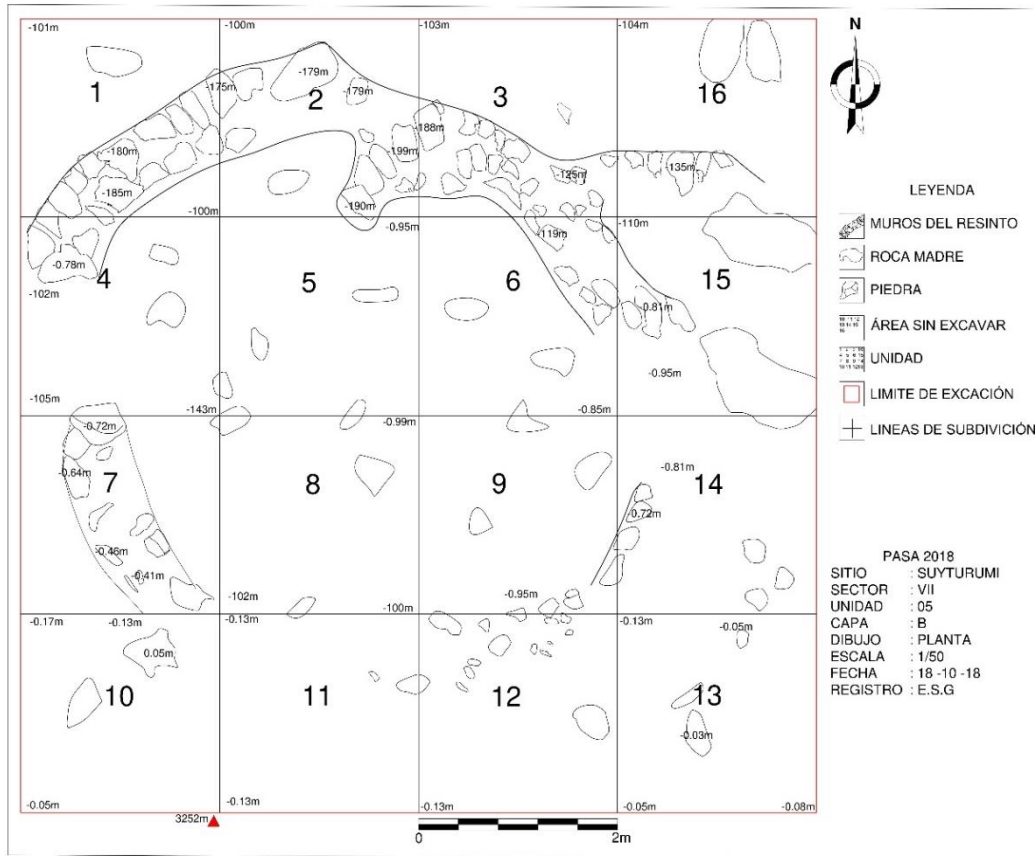 -101m -100m -103m -104m
N
1 2 3 16
-179m
-175m -179m
-188m
-199m
-180m -135m
-125m
-185m
-190m
-100m -0.95m -110m
-119m
-0.78m
4 5 6 15
-102m
-0.81m
-0.95m
-105m -143m -0.99m -0.85m
-0.72m
-0.81m
-0.64m
7 8 9 14
-0.72m
-0.46m
-0.41m
-102m -100m -0.95m
-0.17m -0.13m -0.13m -0.13m -0.05m
0.05m
10 11 12 13
-0.03m
-0.05m -0.13m -0.13m -0.05m -0.08m
3252m
0 2m
LEYENDA
MUROS DEL RESINTO
ROCA MADRE
PIEDRA
ÁREA SIN EXCAVAR
UNIDAD
LIMITE DE EXCACIÓN
LINEAS DE SUBDIVICIÓN
PASA 2018
SITIO : SUYTURUMI
SECTOR : VII
UNIDAD : 05
CAPA : B
DIBUJO : PLANTA
ESCALA : 1/50
FECHA : 18 -10 -18
REGISTRO : E.S.G